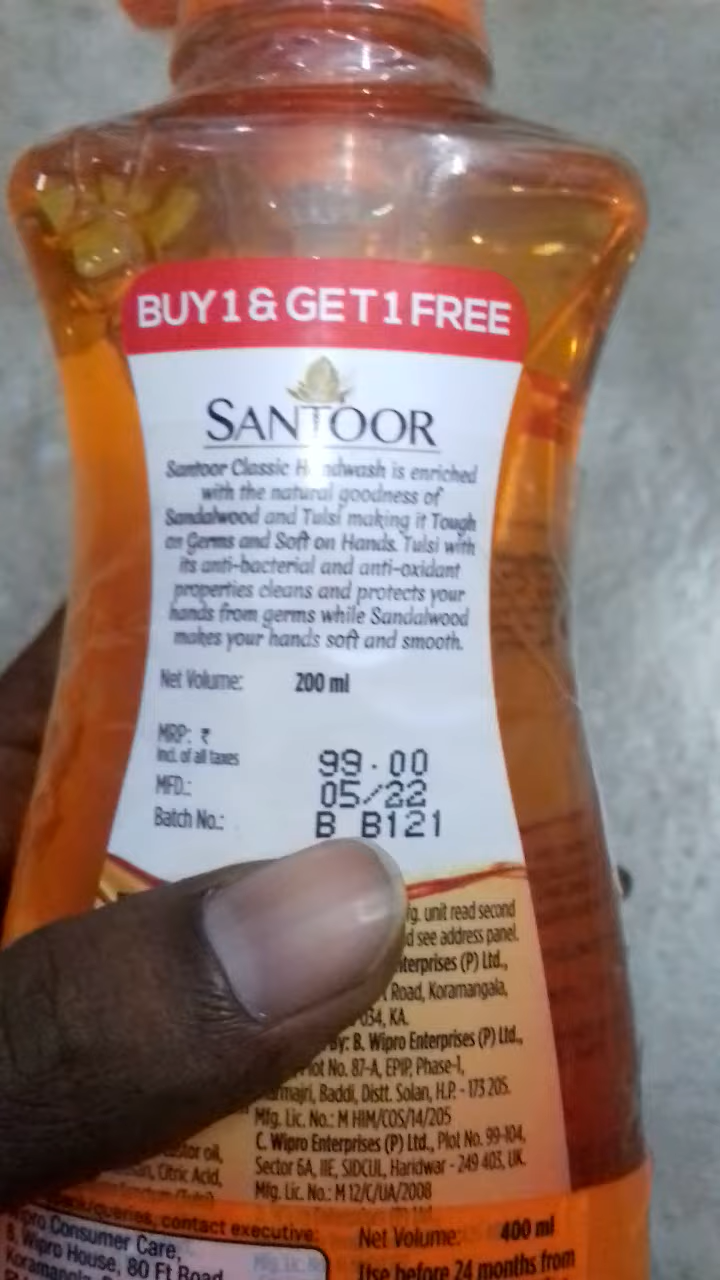 BUY 1 & GET 1 FREE
SANTOOR
Santoor Classic H ndwash is enriched
with the natural goodness of
Sandalwood and Tulsi making it Tough
on Germs and Soft on Hands. Tulsi with
its anti-bacterial and anti-oxidant
properties cleans and protects your
hands from germs while Sandalwood
makes your hands soft and smooth.
Net Volume: 200 ml
MRP: ₹
Incl. of all taxes 99.00
MFD.: 05/22
Batch No.: B B121
ig. unit read second
d see address panel.
nterprises (P) Ltd.,
Road, Koramangala,
034, KA.
By: B. Wipro Enterprises (P) Ltd.,
Plot No. 87-A, EPIP, Phase-1,
armajri, Baddi, Distt. Solan, H.P. - 173 205.
Mfg. Lic. No.: M HIM/COS/14/205
C. Wipro Enterprises (P) Ltd., Plot No. 99-104,
Sector 6A, IIE, SIDCUL, Haridwar - 249 403, UK.
Mfg. Lic. No.: M 12/C/UA/2008
stor oil,
Citric Acid,
/queries, contact executive:
Wipro Consumer Care,
Wipro House, 80 Ft Road
Koramangala,
Net Volume: 400 ml
Use before 24 months from